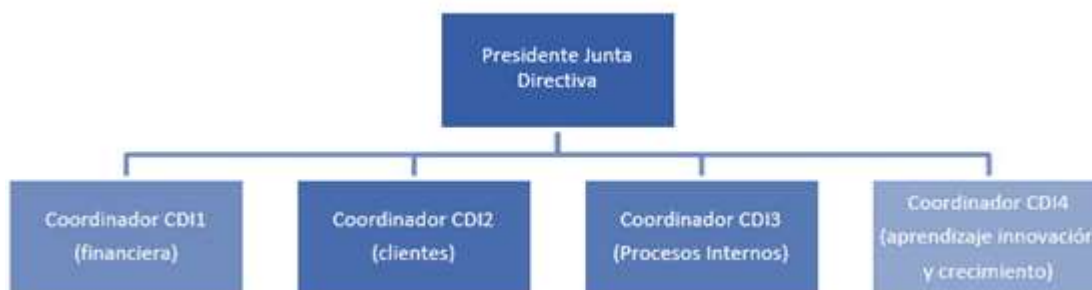 Presidente Junta
Directiva
Coordinador CDI1
(financiera)
Coordinador CDI2
(clientes)
Coordinador CDI3
(Procesos Internos)
Coordinador CDI4
(aprendizaje innovación
y crecimiento)